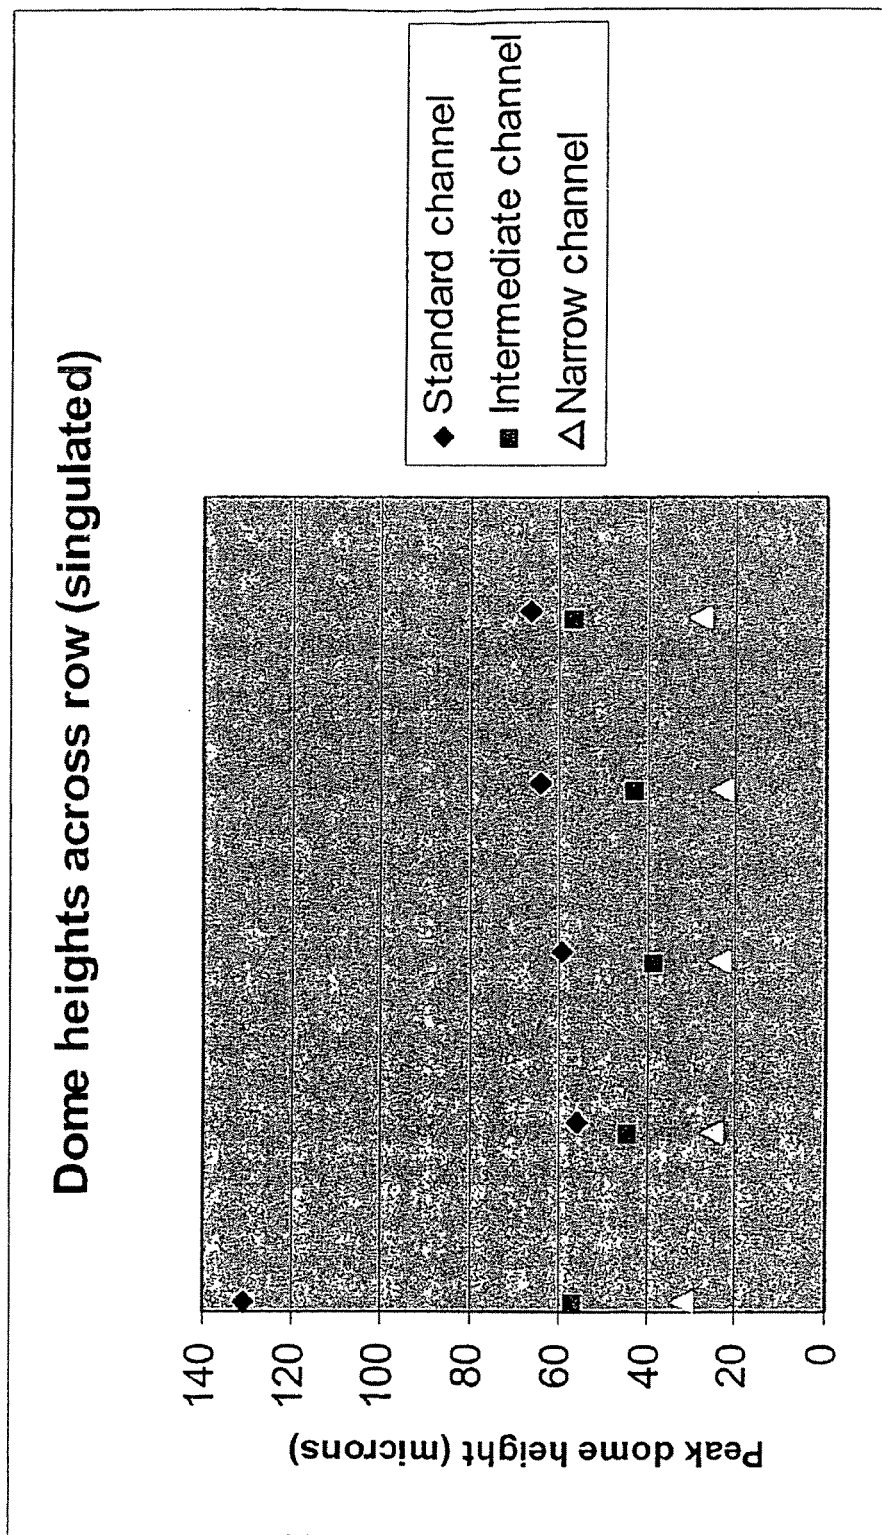 Dome heights across row (singulated)
Peak dome height (microns)
140
120
100
80
60
40
20
0
Standard channel
Intermediate channel
Narrow channel